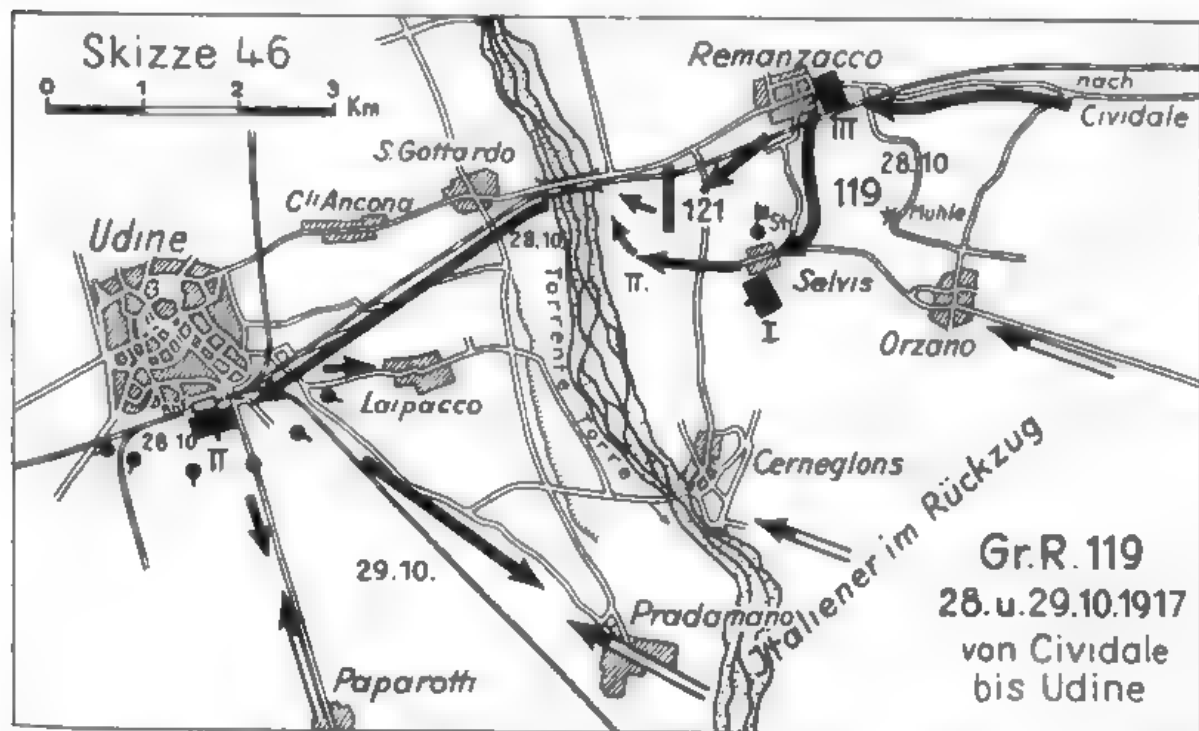 Skizze 46
0 1 2 3 Km
Remanzacco
nach
Cividale
III
28.10
S. Gottardo
119
Cll Ancona
121
Mühle
St.
Udine
28.10.
II.
Selvis
I
Orzano
Torrente Torre
Laipacco
28 10
II
Cerneglons
Italiener im Rückzug
29.10.
Gr. R. 119
28. u. 29.10.1917
von Cividale
bis Udine
Pradamano
Paparotti